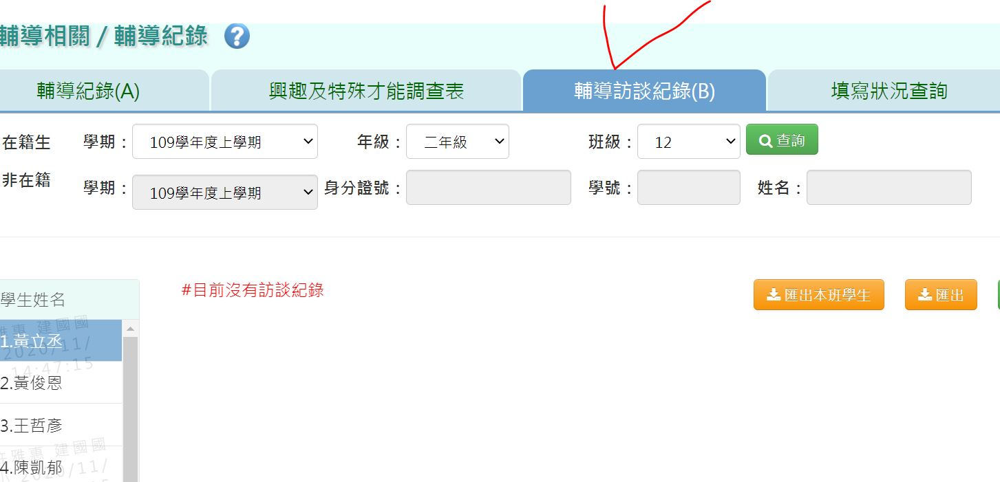 輔導相關 / 輔導紀錄 ?
輔導紀錄(A) 興趣及特殊才能調查表 輔導訪談紀錄(B) 填寫狀況查詢
在籍生 學期： 109學年度上學期 年級： 二年級 班級： 12 查詢
非在籍 學期： 109學年度上學期 身分證號： 學號： 姓名：
#目前沒有訪談紀錄 匯出本班學生 匯出
學生姓名
雅惠 建國國
1.黃立丞
2020/11/
14:47:15
2.黃俊恩
3.王哲彥
雅惠 建國國
4.陳凱郁
2020/11/